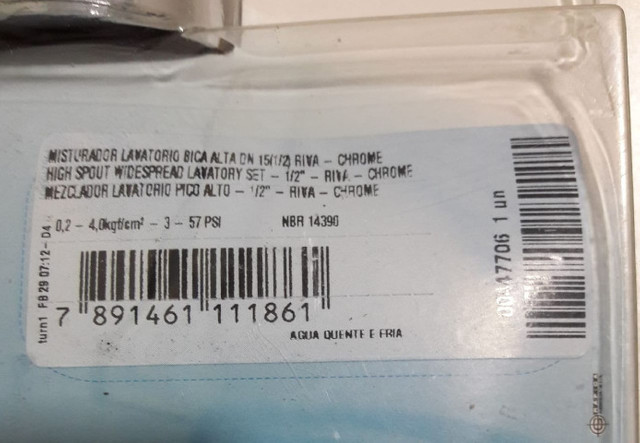 MISTURADOR LAVATORIO BICA ALTA DN 15(1/2) RIVA – CHROME
HIGH SPOUT WIDESPREAD LAVATORY SET – 1/2" – RIVA – CHROME
MEZCLADOR LAVATORIO PICO ALTO – 1/2" – RIVA – CHROME
0,2 – 4,0kgf/cm² – 3 – 57 PSI NBR 14390
7 891461 111861
AGUA QUENTE E FRIA
turn1 FB 29 07:12 – D4
1 un